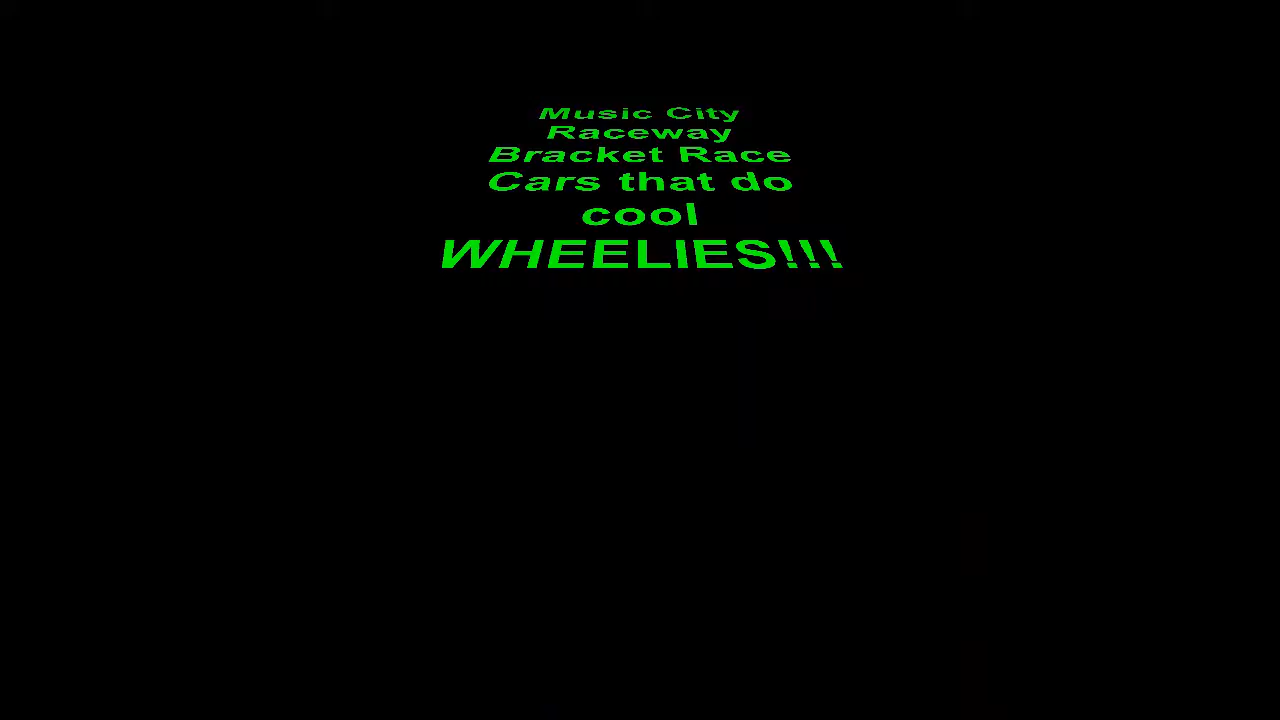 Music City
Raceway
Bracket Race
Cars that do
cool
WHEELIES!!!